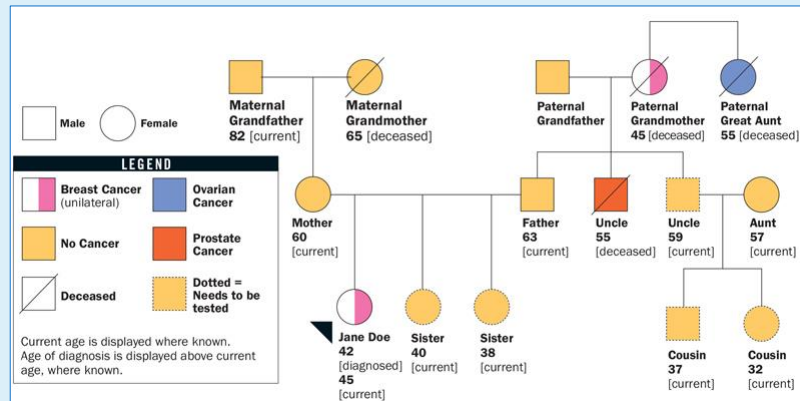 Maternal
Grandfather
82 [current]
Maternal
Grandmother
65 [deceased]
Paternal
Grandfather
Paternal
Grandmother
45 [deceased]
Paternal
Great Aunt
55 [deceased]
Male
Female
LEGEND
Breast Cancer
(unilateral)
Ovarian
Cancer
No Cancer
Prostate
Cancer
Deceased
Dotted =
Needs to be
tested
Current age is displayed where known.
Age of diagnosis is displayed above current
age, where known.
Mother
60
[current]
Father
63
[current]
Uncle
55
[deceased]
Uncle
59
[current]
Aunt
57
[current]
Jane Doe
42
[diagnosed]
45
[current]
Sister
40
[current]
Sister
38
[current]
Cousin
37
[current]
Cousin
32
[current]